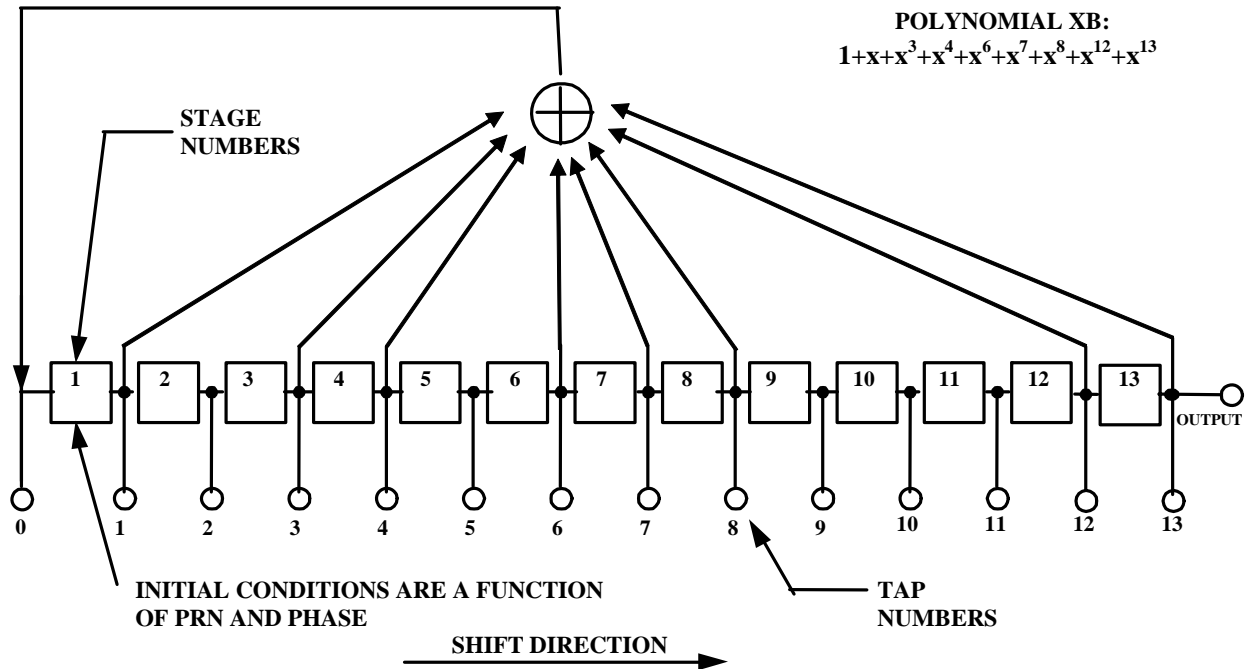 POLYNOMIAL XB:
1+x+x³+x⁴+x⁶+x⁷+x⁸+x¹²+x¹³
STAGE
NUMBERS
1 2 3 4 5 6 7 8 9 10 11 12 13
OUTPUT
0 1 2 3 4 5 6 7 8 9 10 11 12 13
INITIAL CONDITIONS ARE A FUNCTION
OF PRN AND PHASE
TAP
NUMBERS
SHIFT DIRECTION